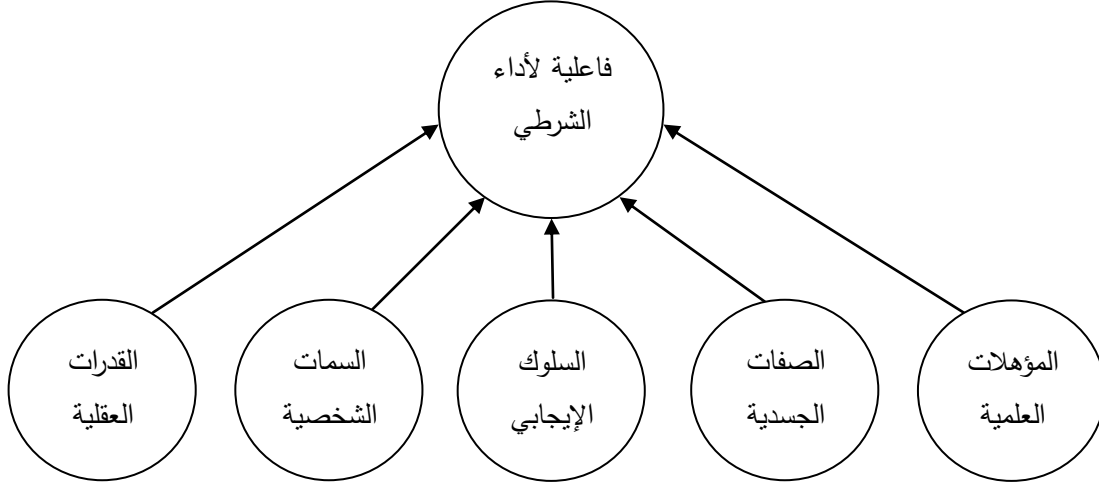 فاعلية لأداء
الشرطي
المؤهلات
العلمية
الصفات
الجسدية
السلوك
الإيجابي
السمات
الشخصية
القدرات
العقلية